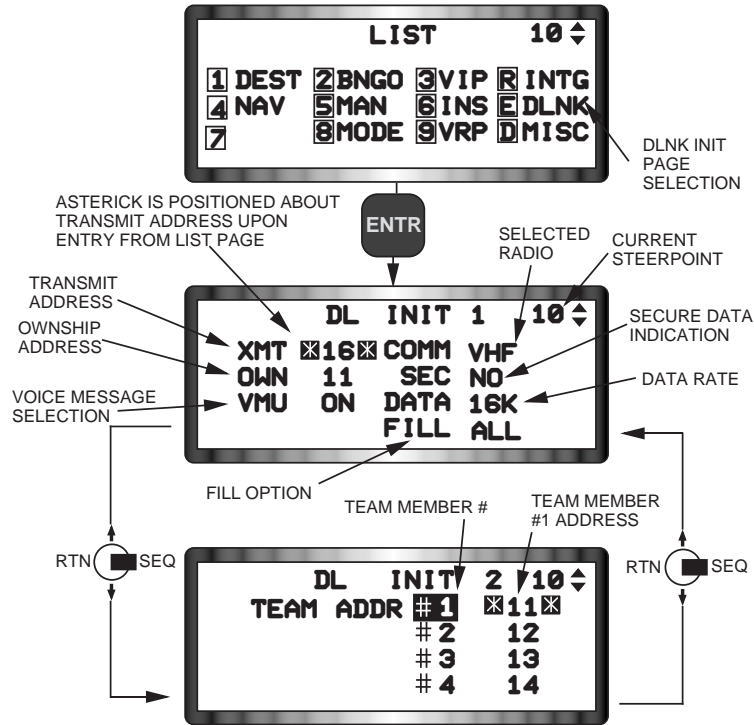 LIST 10
1 DEST 2 BNGO 3 VIP R INTG
4 NAV 5 MAN 6 INS E DLNK
7 8 MODE 9 VRP D MISC
DLNK INIT
PAGE
SELECTION
ASTERICK IS POSITIONED ABOUT
TRANSMIT ADDRESS UPON
ENTRY FROM LIST PAGE
ENTR
SELECTED
RADIO
CURRENT
STEERPOINT
TRANSMIT
ADDRESS
OWNSHIP
ADDRESS
VOICE MESSAGE
SELECTION
DL INIT 1 10
XMT *16* COMM VHF
OWN 11 SEC NO
VMU ON DATA 16K
FILL ALL
SECURE DATA
INDICATION
DATA RATE
FILL OPTION
TEAM MEMBER #
TEAM MEMBER
#1 ADDRESS
RTN SEQ
RTN SEQ
DL INIT 2 10
TEAM ADDR #1 *11*
#2 12
#3 13
#4 14